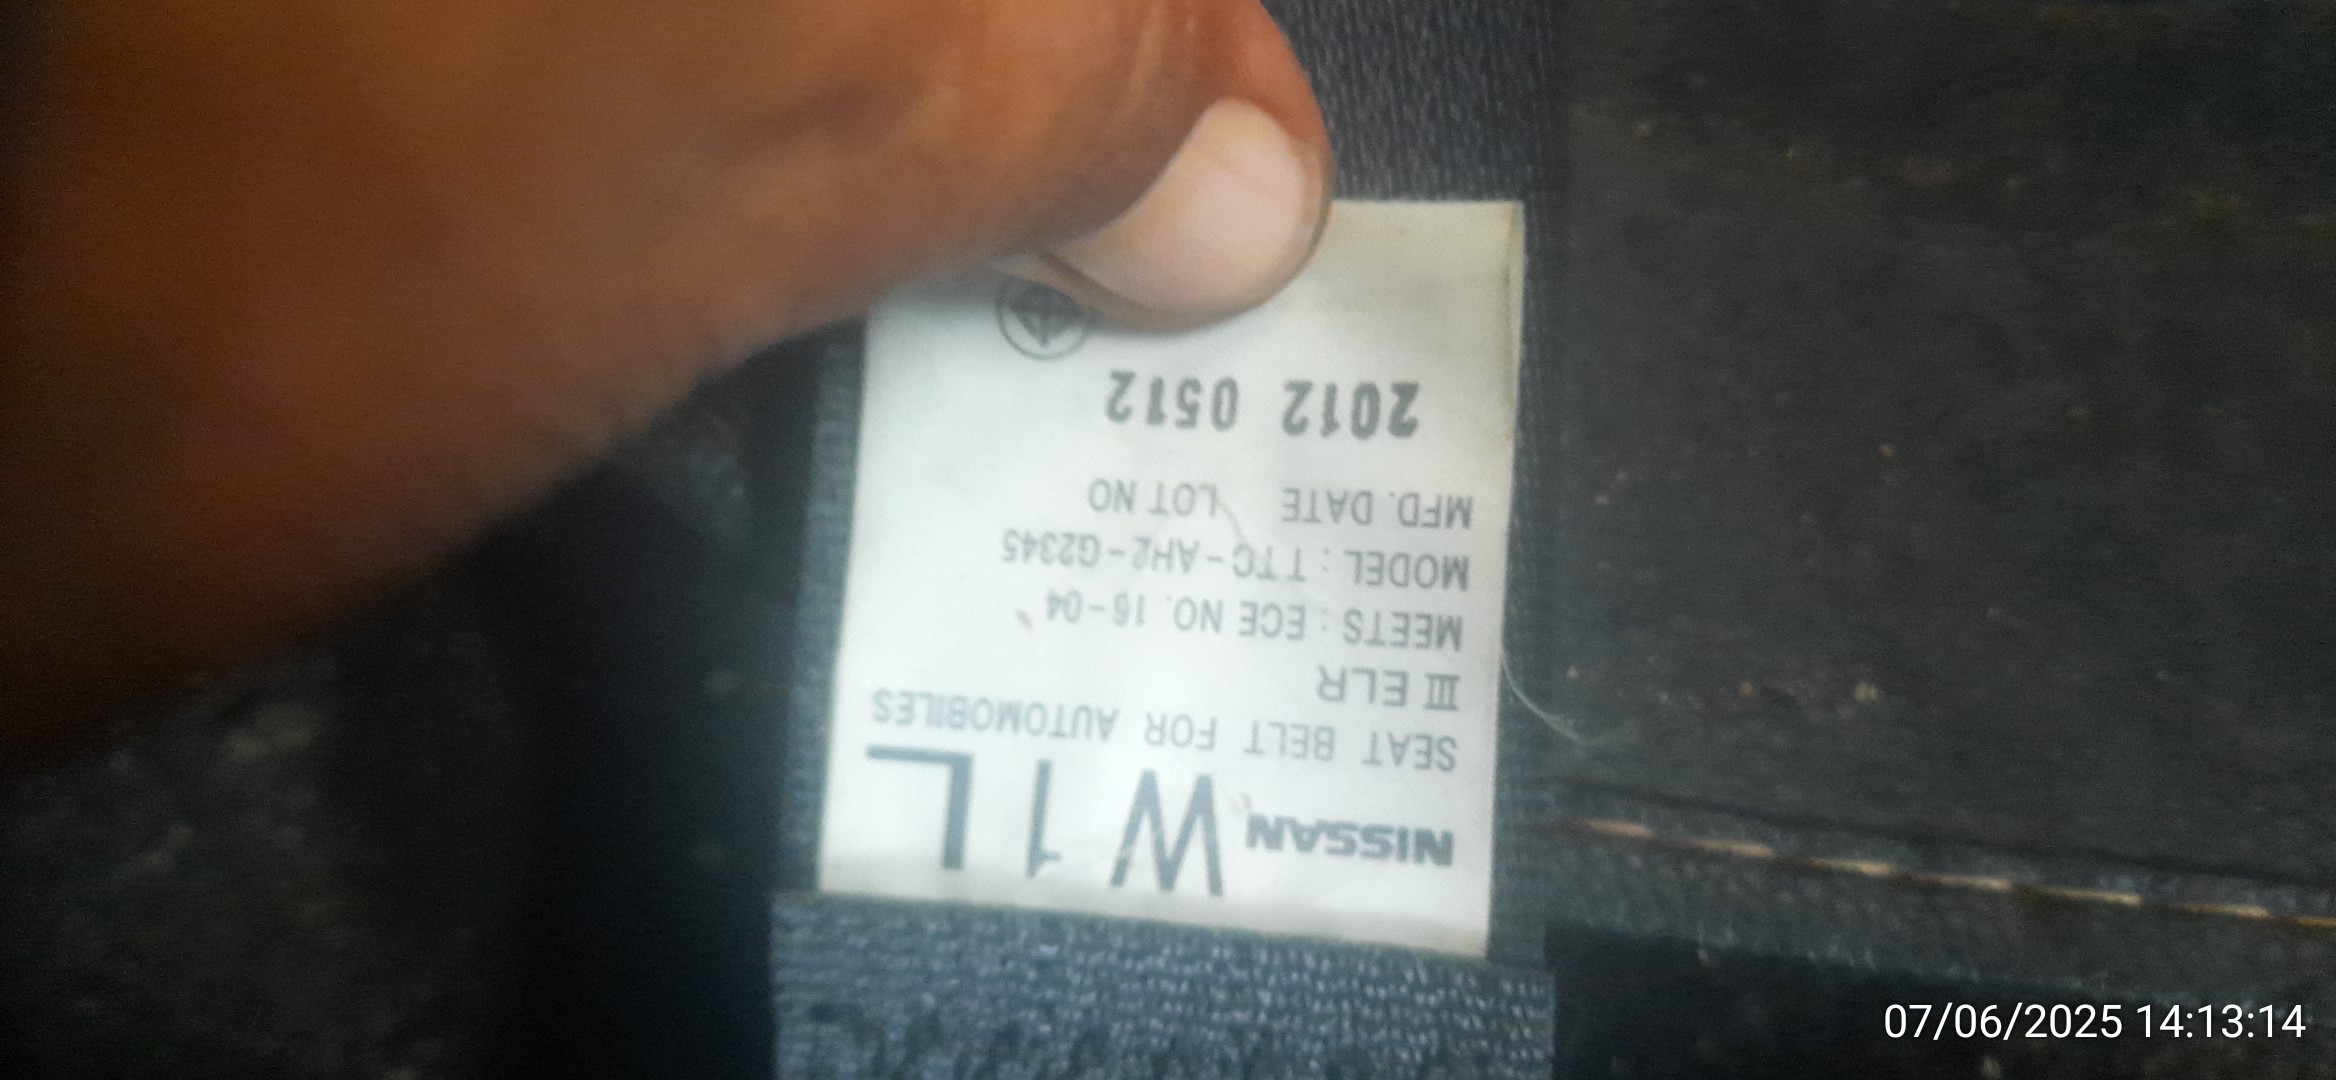 NISSAN W1L
SEAT BELT FOR AUTOMOBILES
III ELR
MEETS : ECE NO. 16-04
MODEL : TTC-AH2-G2345
MFD. DATE LOT NO
2012 0512
07/06/2025 14:13:14